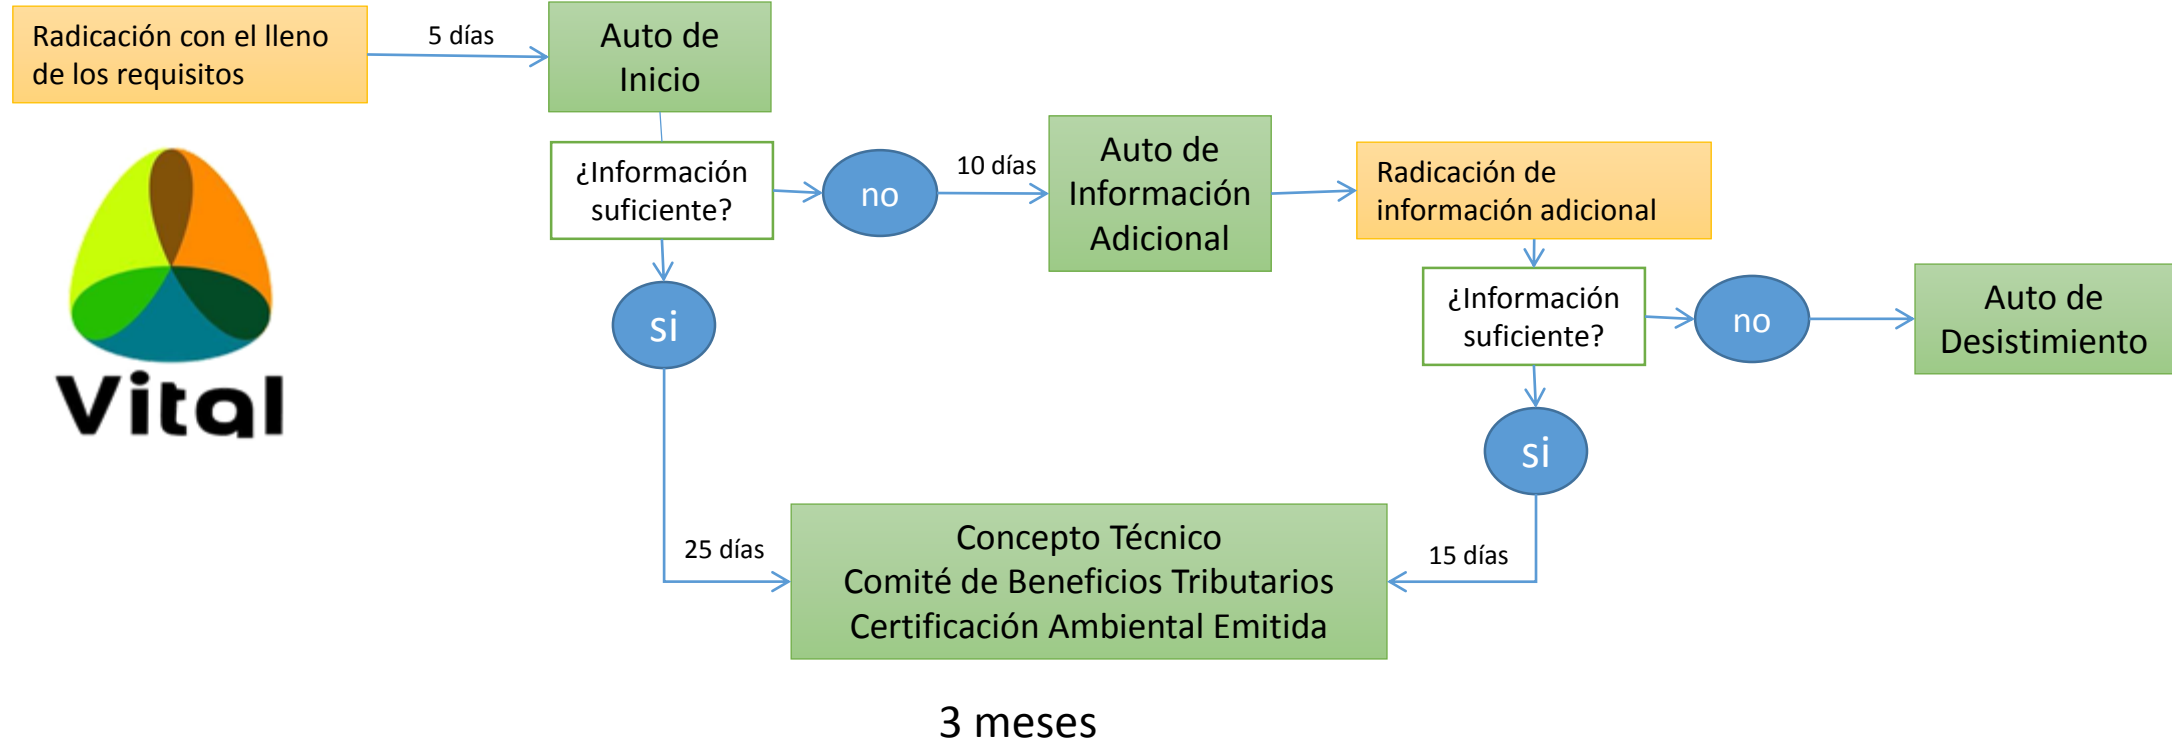 Radicación con el lleno
de los requisitos
5 días
Auto de
Inicio
¿Información
suficiente?
no
10 días
Auto de
Información
Adicional
Radicación de
información adicional
¿Información
suficiente?
no
Auto de
Desistimiento
si
si
Vital
25 días
Concepto Técnico
Comité de Beneficios Tributarios
Certificación Ambiental Emitida
15 días
3 meses